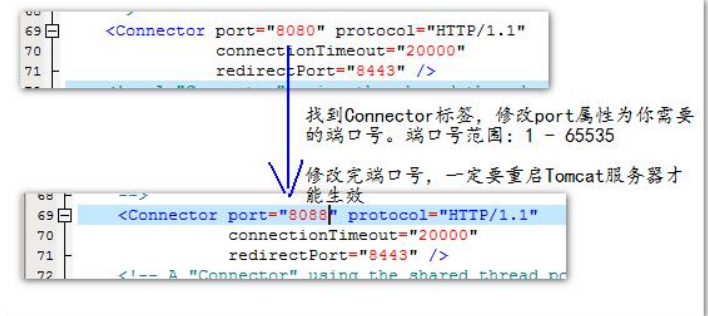 69 <Connector port="8080" protocol="HTTP/1.1"
70 connectionTimeout="20000"
71 redirectPort="8443" />
找到Connector标签，修改port属性为你需要
的端口号。端口号范围：1 - 65535
修改完端口号，一定要重启Tomcat服务器才
能生效
68 -->
69 <Connector port="8088" protocol="HTTP/1.1"
70 connectionTimeout="20000"
71 redirectPort="8443" />
72 <!-- A "Connector" using the shared thread po